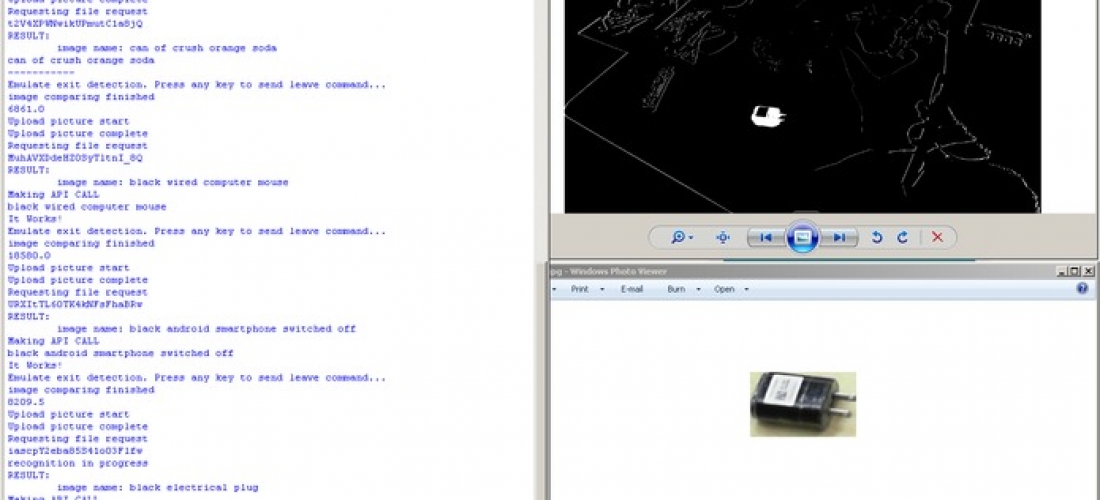 Upload picture complete
Requesting file request
RESULT:
image name: can of crush orange soda
can of crush orange soda
-----------
Emulate exit detection. Press any key to send leave command...
image comparing finished
6861.0
Upload picture start
Upload picture complete
Requesting file request
RESULT:
image name: black wired computer mouse
Making API CALL
black wired computer mouse
It Works!
Emulate exit detection. Press any key to send leave command...
image comparing finished
18580.0
Upload picture start
Upload picture complete
Requesting file request
RESULT:
image name: black android smartphone switched off
Making API CALL
black android smartphone switched off
It Works!
Emulate exit detection. Press any key to send leave command...
image comparing finished
8209.5
Upload picture start
Upload picture complete
Requesting file request
recognition in progress
RESULT:
image name: black electrical plug
Making API CALL
pg - Windows Photo Viewer
Print E-mail Burn Open